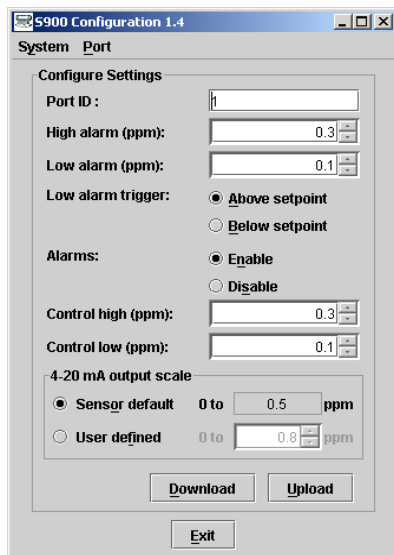 S900 Configuration 1.4
System Port
Configure Settings
Port ID : 1
High alarm (ppm): 0.3
Low alarm (ppm): 0.1
Low alarm trigger: Above setpoint
Below setpoint
Alarms: Enable
Disable
Control high (ppm): 0.3
Control low (ppm): 0.1
4-20 mA output scale
Sensor default 0 to 0.5 ppm
User defined 0 to 0.8 ppm
Download Upload
Exit